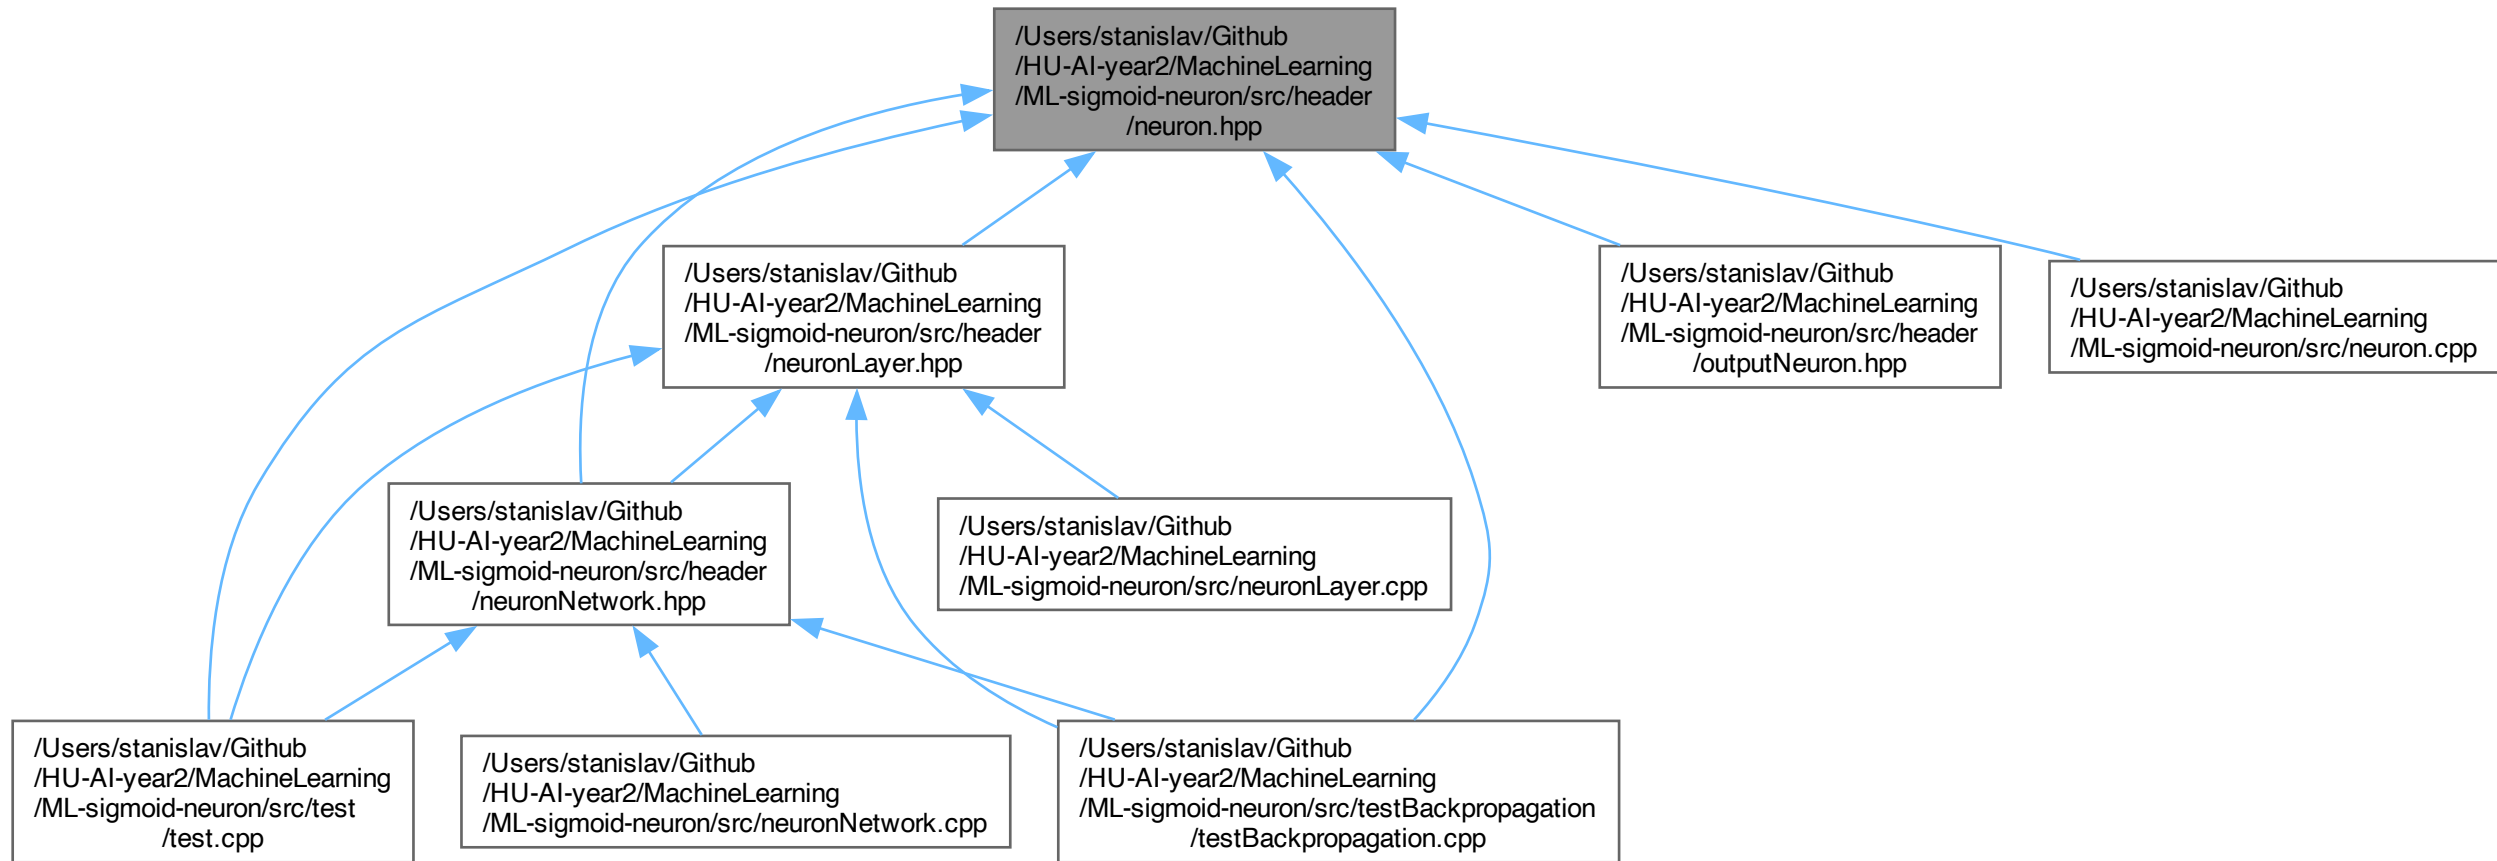 /Users/stanislav/Github
/HU-AI-year2/MachineLearning
/ML-sigmoid-neuron/src/header
/neuron.hpp
/Users/stanislav/Github
/HU-AI-year2/MachineLearning
/ML-sigmoid-neuron/src/header
/neuronLayer.hpp
/Users/stanislav/Github
/HU-AI-year2/MachineLearning
/ML-sigmoid-neuron/src/header
/outputNeuron.hpp
/Users/stanislav/Github
/HU-AI-year2/MachineLearning
/ML-sigmoid-neuron/src/neuron.cpp
/Users/stanislav/Github
/HU-AI-year2/MachineLearning
/ML-sigmoid-neuron/src/header
/neuronNetwork.hpp
/Users/stanislav/Github
/HU-AI-year2/MachineLearning
/ML-sigmoid-neuron/src/neuronLayer.cpp
/Users/stanislav/Github
/HU-AI-year2/MachineLearning
/ML-sigmoid-neuron/src/test
/test.cpp
/Users/stanislav/Github
/HU-AI-year2/MachineLearning
/ML-sigmoid-neuron/src/neuronNetwork.cpp
/Users/stanislav/Github
/HU-AI-year2/MachineLearning
/ML-sigmoid-neuron/src/testBackpropagation
/testBackpropagation.cpp